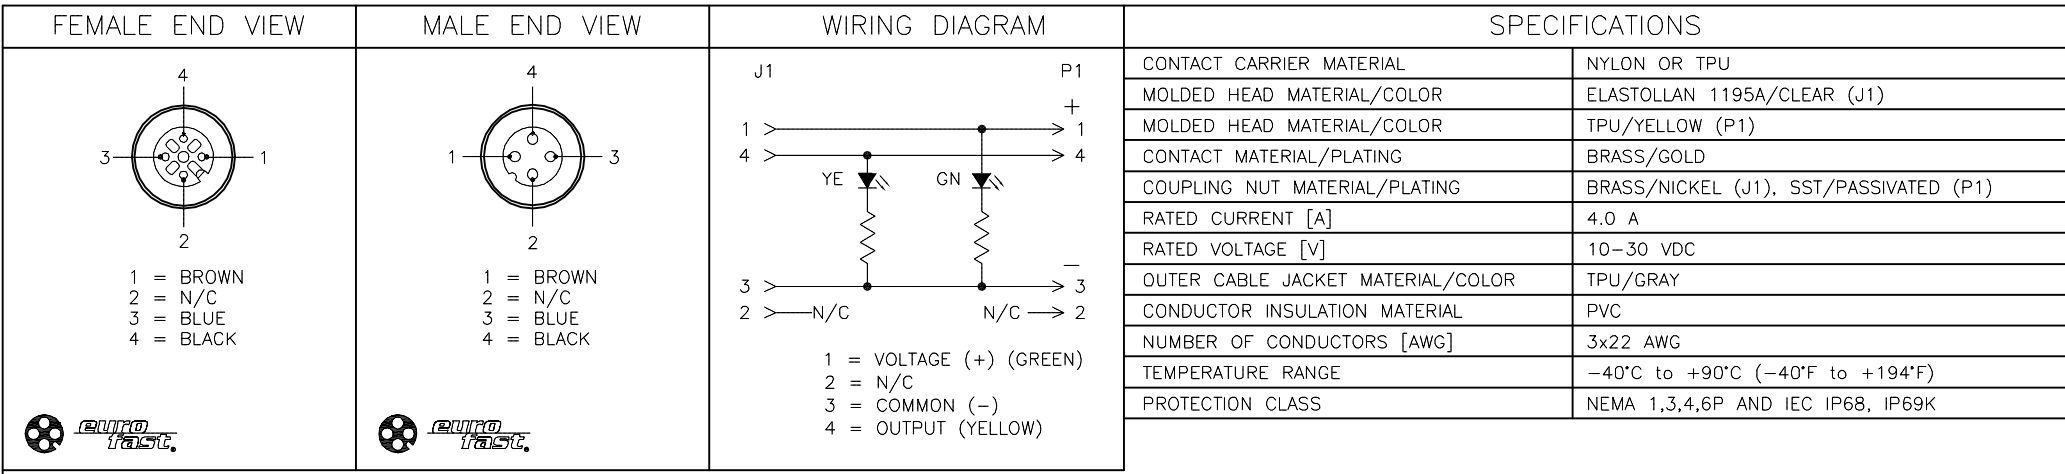 FEMALE END VIEW
4
3
1
2
1 = BROWN
2 = N/C
3 = BLUE
4 = BLACK
euro
fast.
MALE END VIEW
4
1
3
2
1 = BROWN
2 = N/C
3 = BLUE
4 = BLACK
euro
fast.
WIRING DIAGRAM
J1 P1
+
1 1
4 4
YE GN
−
3 3
2 N/C N/C 2
1 = VOLTAGE (+) (GREEN)
2 = N/C
3 = COMMON (−)
4 = OUTPUT (YELLOW)
SPECIFICATIONS
CONTACT CARRIER MATERIAL NYLON OR TPU
MOLDED HEAD MATERIAL/COLOR ELASTOLLAN 1195A/CLEAR (J1)
MOLDED HEAD MATERIAL/COLOR TPU/YELLOW (P1)
CONTACT MATERIAL/PLATING BRASS/GOLD
COUPLING NUT MATERIAL/PLATING BRASS/NICKEL (J1), SST/PASSIVATED (P1)
RATED CURRENT [A] 4.0 A
RATED VOLTAGE [V] 10−30 VDC
OUTER CABLE JACKET MATERIAL/COLOR TPU/GRAY
CONDUCTOR INSULATION MATERIAL PVC
NUMBER OF CONDUCTORS [AWG] 3x22 AWG
TEMPERATURE RANGE −40°C to +90°C (−40°F to +194°F)
PROTECTION CLASS NEMA 1,3,4,6P AND IEC IP68, IP69K